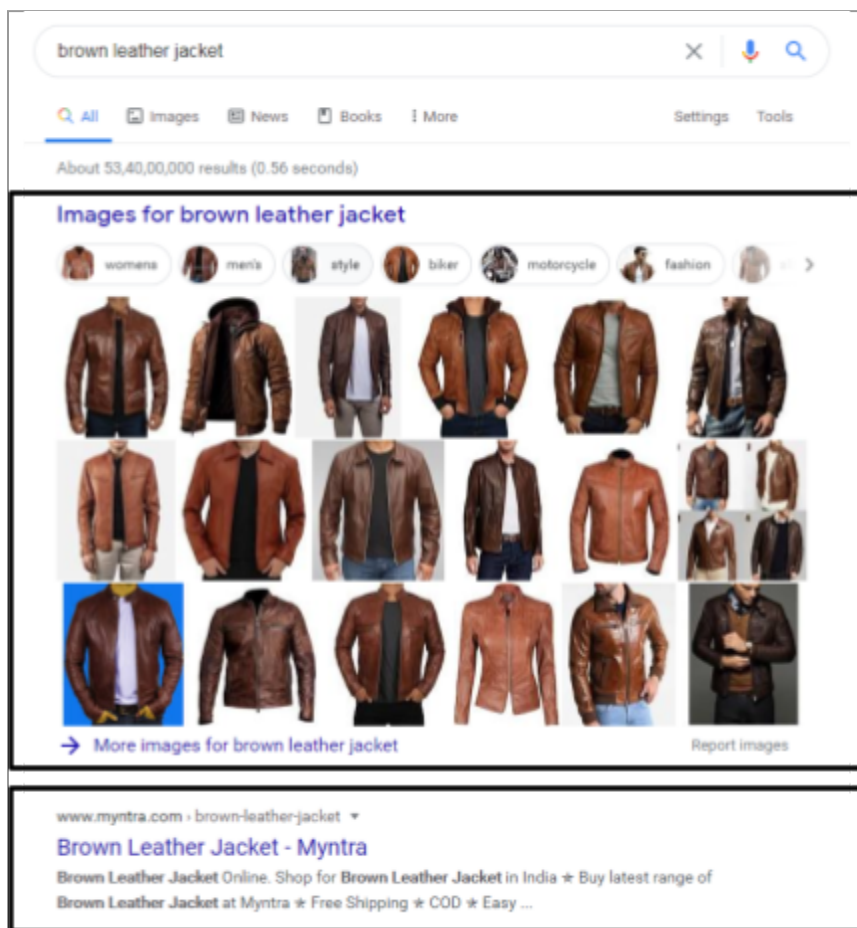 brown leather jacket
All Images News Books More Settings Tools
About 53,40,00,000 results (0.56 seconds)
Images for brown leather jacket
womens men's style biker motorcycle fashion
More images for brown leather jacket Report images
www.myntra.com › brown-leather-jacket
Brown Leather Jacket - Myntra
Brown Leather Jacket Online. Shop for Brown Leather Jacket in India ★ Buy latest range of
Brown Leather Jacket at Myntra ★ Free Shipping ★ COD ★ Easy ...